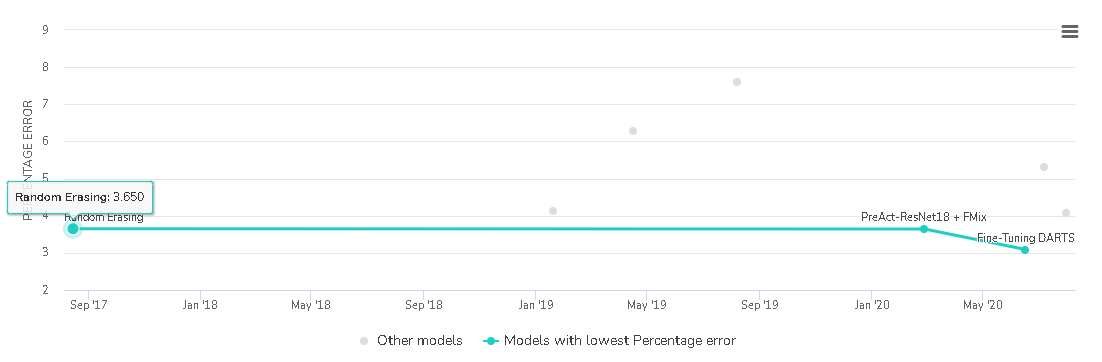 9
8
7
6
5
4
3
2
Random Erasing: 3.650
Random Erasing
PreAct-ResNet18 + FMix
Fine-Tuning DARTS
Sep '17
Jan '18
May '18
Sep '18
Jan '19
May '19
Sep '19
Jan '20
May '20
Other models
Models with lowest Percentage error